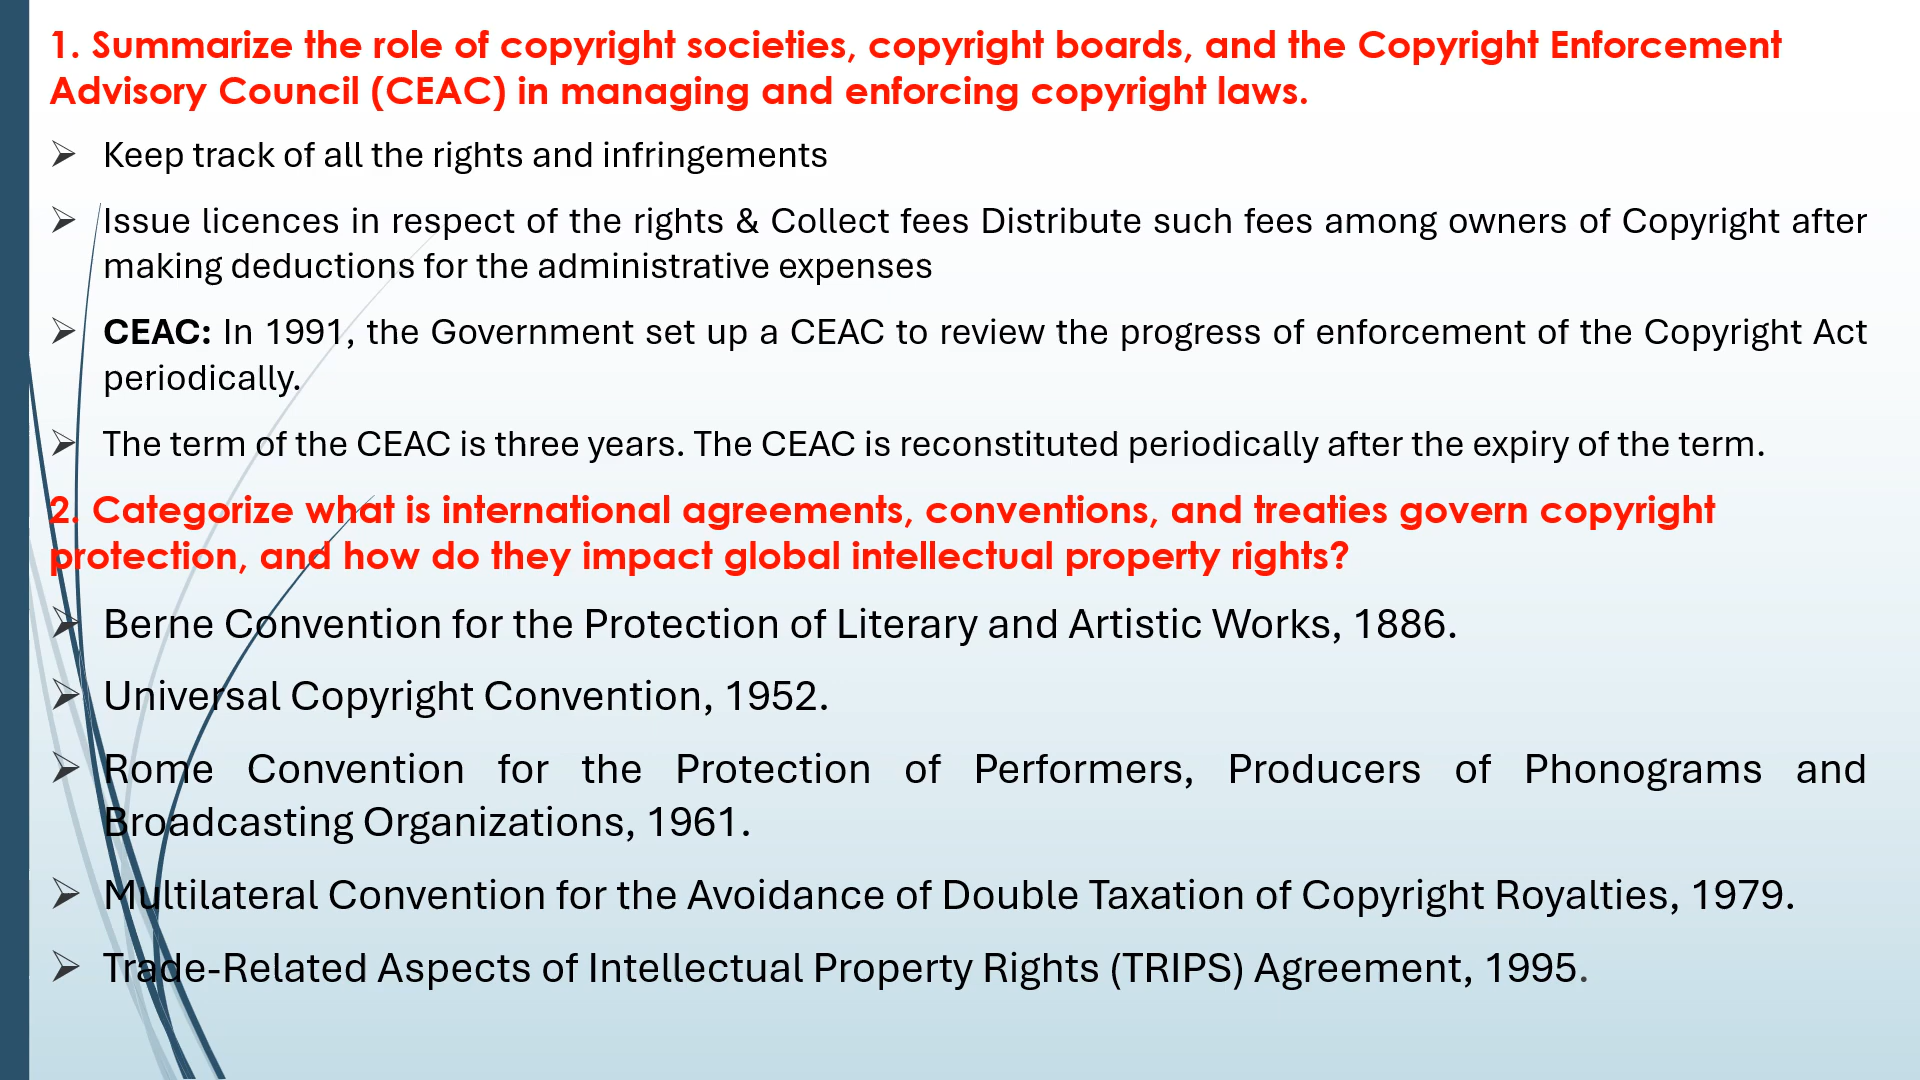 1. Summarize the role of copyright societies, copyright boards, and the Copyright Enforcement
Advisory Council (CEAC) in managing and enforcing copyright laws.
Keep track of all the rights and infringements
Issue licences in respect of the rights & Collect fees Distribute such fees among owners of Copyright after
making deductions for the administrative expenses
CEAC: In 1991, the Government set up a CEAC to review the progress of enforcement of the Copyright Act
periodically.
The term of the CEAC is three years. The CEAC is reconstituted periodically after the expiry of the term.
2. Categorize what is international agreements, conventions, and treaties govern copyright
protection, and how do they impact global intellectual property rights?
Berne Convention for the Protection of Literary and Artistic Works, 1886.
Universal Copyright Convention, 1952.
Rome Convention for the Protection of Performers, Producers of Phonograms and
Broadcasting Organizations, 1961.
Multilateral Convention for the Avoidance of Double Taxation of Copyright Royalties, 1979.
Trade-Related Aspects of Intellectual Property Rights (TRIPS) Agreement, 1995.